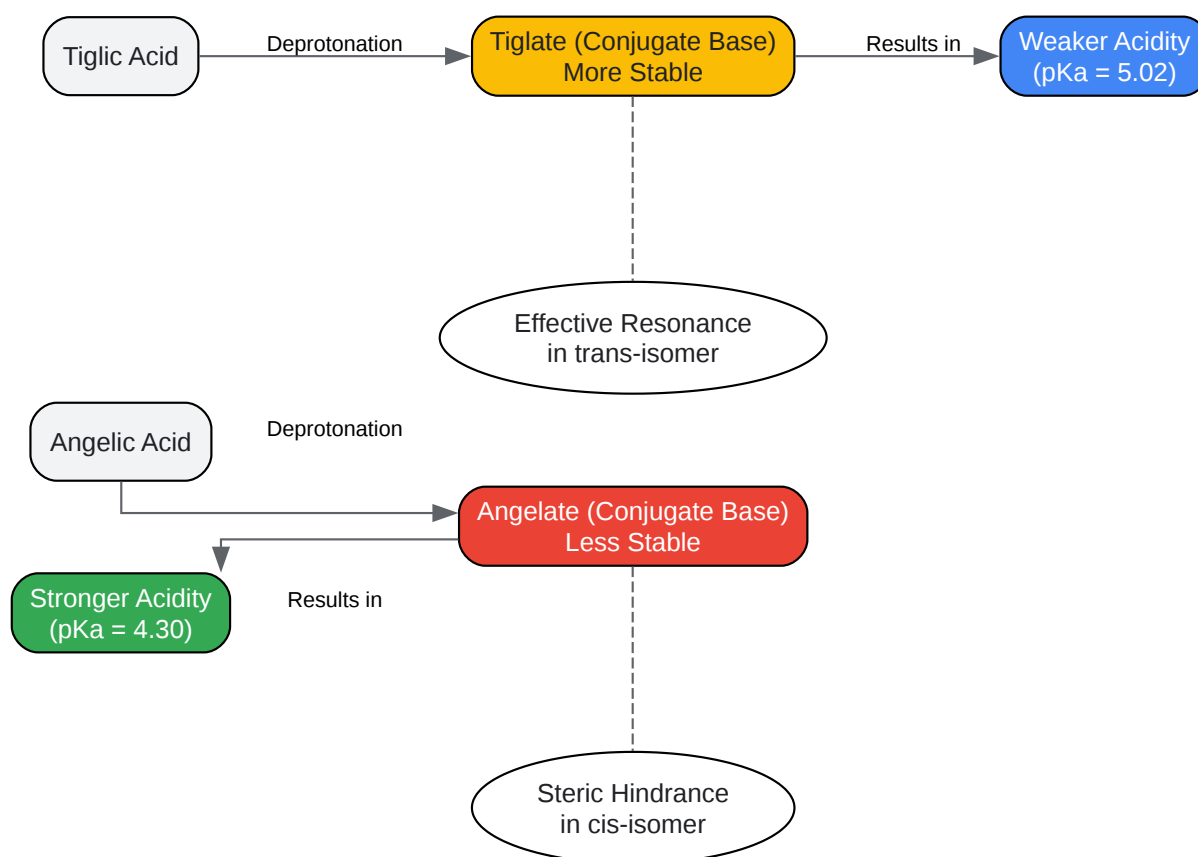 Tiglic Acid
Deprotonation
Tiglate (Conjugate Base)
More Stable
Results in
Weaker Acidity
(pKa = 5.02)
Effective Resonance
in trans-isomer
Angelic Acid
Deprotonation
Angelate (Conjugate Base)
Less Stable
Stronger Acidity
(pKa = 4.30)
Results in
Steric Hindrance
in cis-isomer